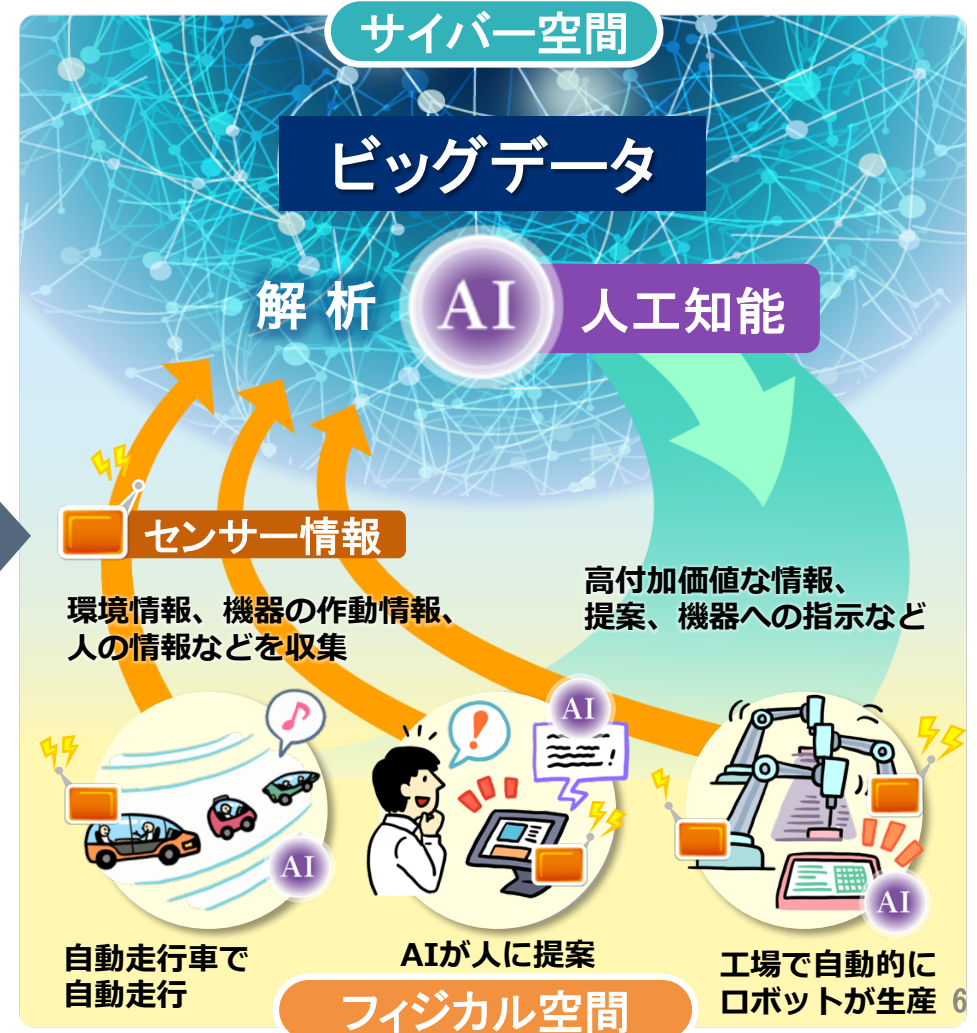 サイバー空間
ビッグデータ
解 析
AI
人工知能
センサー情報
環境情報、機器の作動情報、
人の情報などを収集
高付加価値な情報、
提案、機器への指示など
AI
AI
AI
自動走行車で
自動走行
AIが人に提案
工場で自動的に
ロボットが生産
6
フィジカル空間